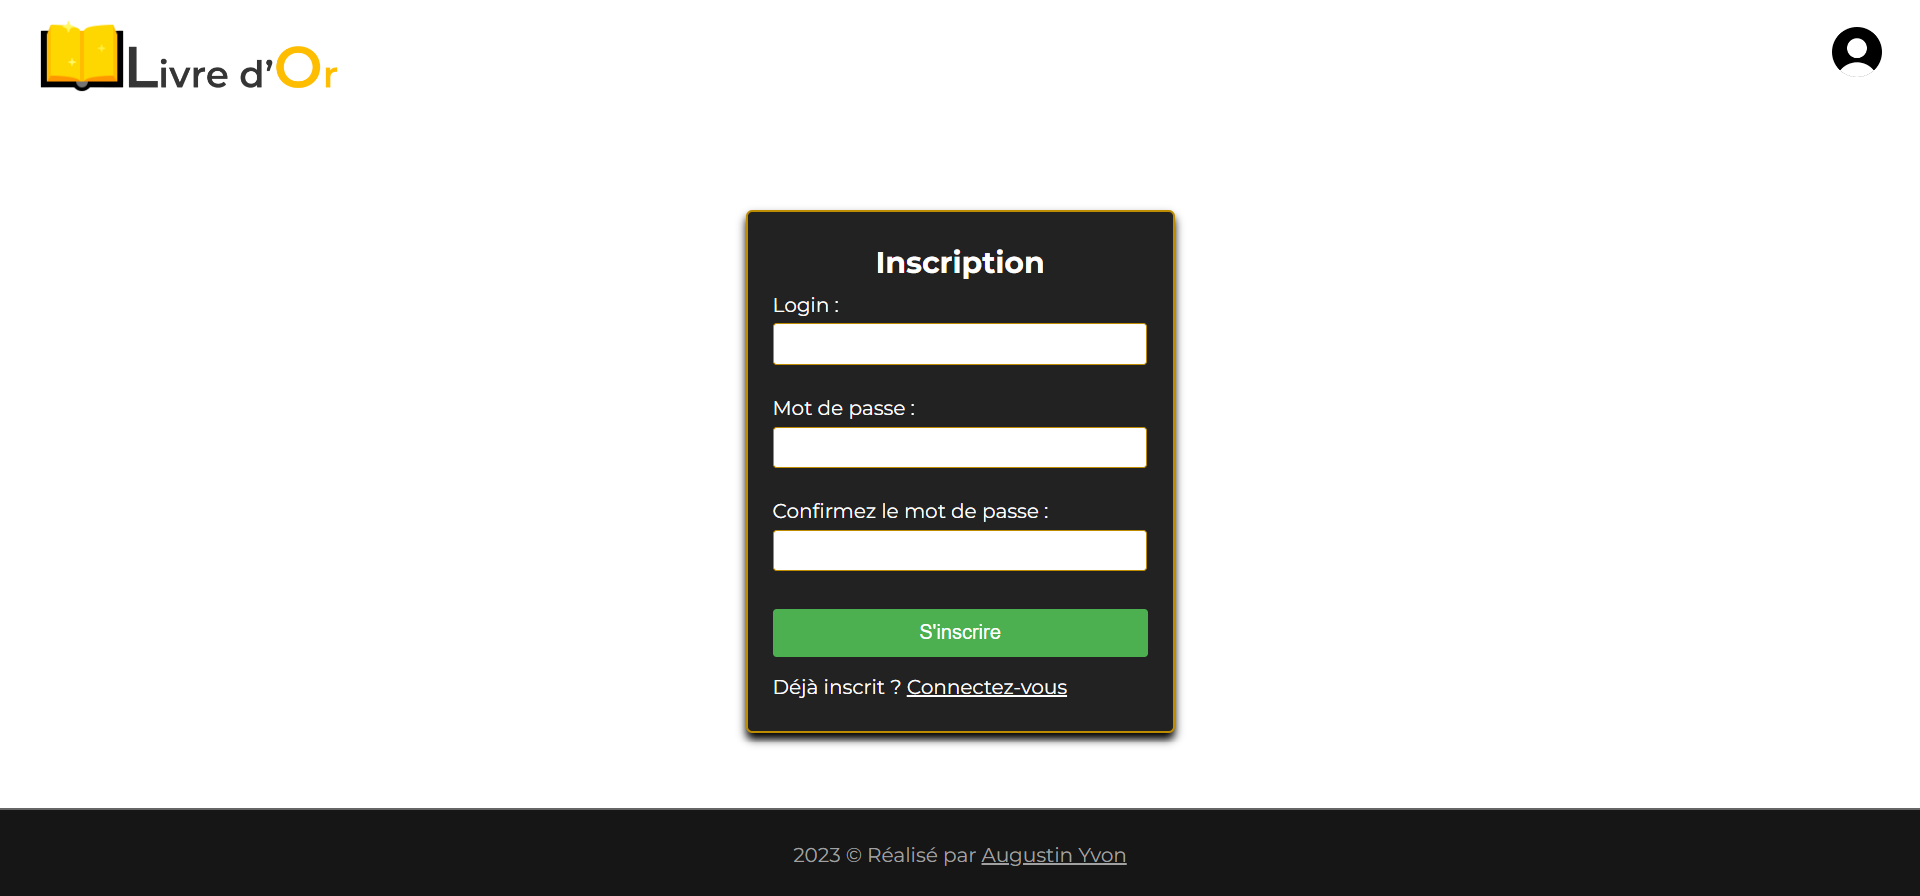 Livre d'Or
Inscription
Login :
Mot de passe :
Confirmez le mot de passe :
S'inscrire
Déjà inscrit ? Connectez-vous
2023 © Réalisé par Augustin Yvon